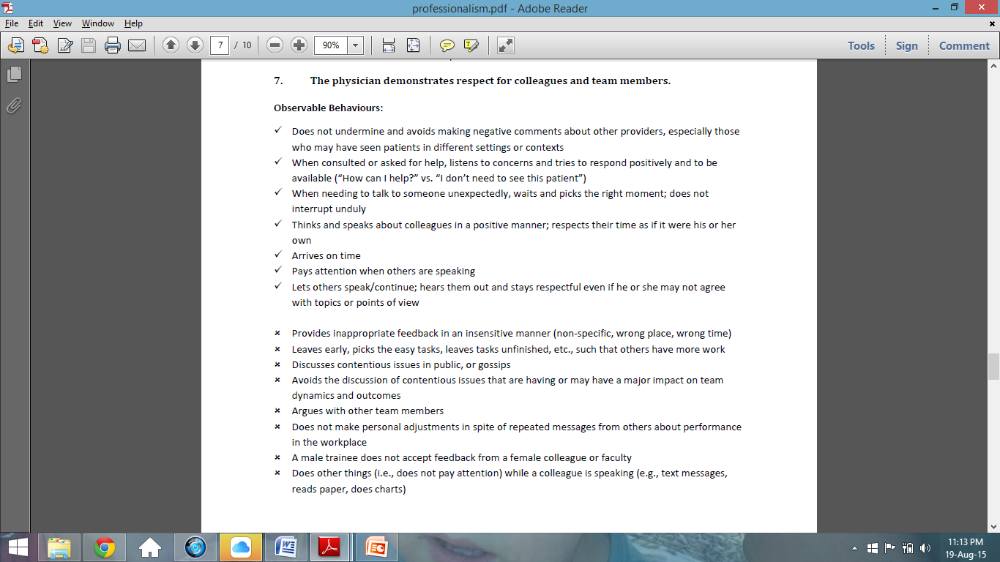 professionalism.pdf - Adobe Reader
File Edit View Window Help
7 / 10 90% Tools Sign Comment
7. The physician demonstrates respect for colleagues and team members.
Observable Behaviours:
✓ Does not undermine and avoids making negative comments about other providers, especially those
who may have seen patients in different settings or contexts
✓ When consulted or asked for help, listens to concerns and tries to respond positively and to be
available (“How can I help?” vs. “I don’t need to see this patient”)
✓ When needing to talk to someone unexpectedly, waits and picks the right moment; does not
interrupt unduly
✓ Thinks and speaks about colleagues in a positive manner; respects their time as if it were his or her
own
✓ Arrives on time
✓ Pays attention when others are speaking
✓ Lets others speak/continue; hears them out and stays respectful even if he or she may not agree
with topics or points of view
× Provides inappropriate feedback in an insensitive manner (non-specific, wrong place, wrong time)
× Leaves early, picks the easy tasks, leaves tasks unfinished, etc., such that others have more work
× Discusses contentious issues in public, or gossips
× Avoids the discussion of contentious issues that are having or may have a major impact on team
dynamics and outcomes
× Argues with other team members
× Does not make personal adjustments in spite of repeated messages from others about performance
in the workplace
× A male trainee does not accept feedback from a female colleague or faculty
× Does other things (i.e., does not pay attention) while a colleague is speaking (e.g., text messages,
reads paper, does charts)
11:13 PM
19-Aug-15